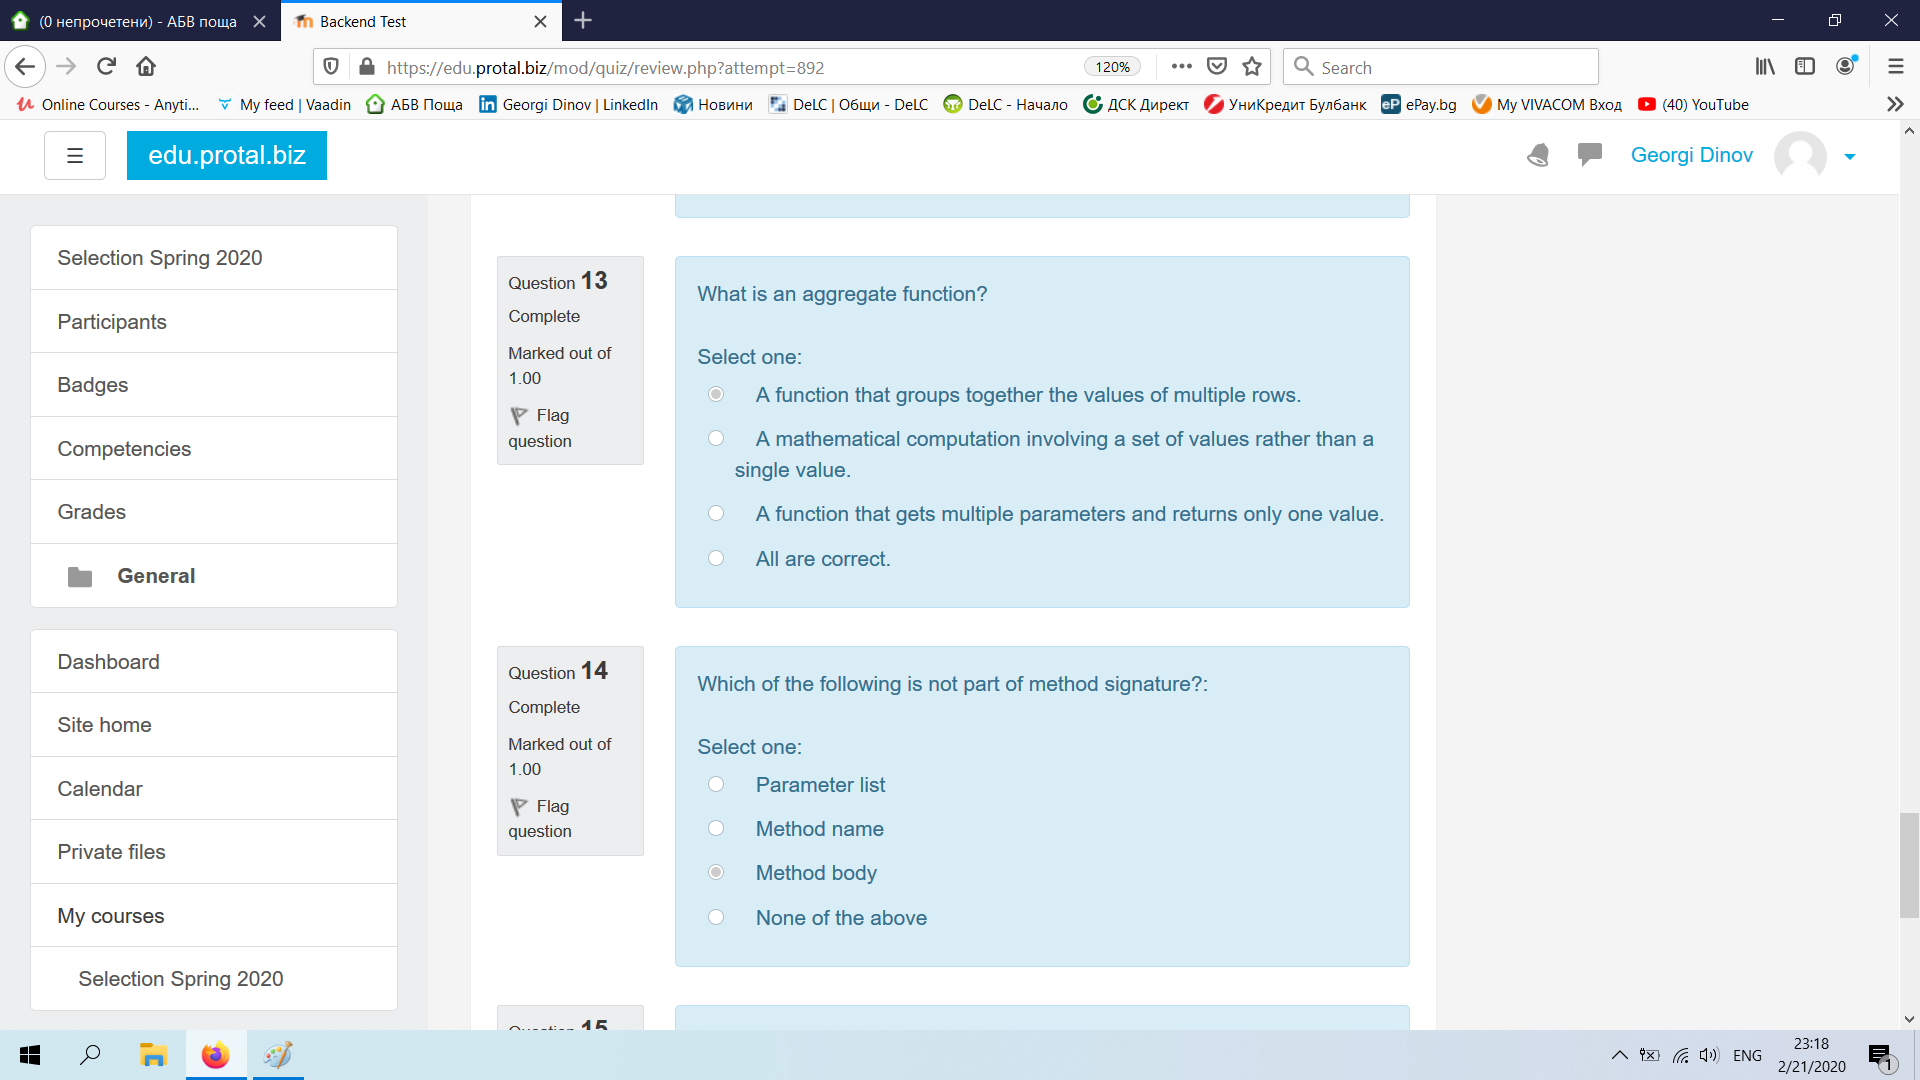 (0 непрочетени) - АБВ поща
Backend Test
https://edu.protal.biz/mod/quiz/review.php?attempt=892
120%
Search
Online Courses - Anyti...
My feed | Vaadin
АБВ Поща
Georgi Dinov | LinkedIn
Новини
DeLC | Общи - DeLC
DeLC - Начало
ДСК Директ
УниКредит Булбанк
eP ePay.bg
My VIVACOM Вход
(40) YouTube
edu.protal.biz
Georgi Dinov
Selection Spring 2020
Participants
Badges
Competencies
Grades
General
Dashboard
Site home
Calendar
Private files
My courses
Selection Spring 2020
Question 13
Complete
Marked out of
1.00
Flag
question
What is an aggregate function?
Select one:
A function that groups together the values of multiple rows.
A mathematical computation involving a set of values rather than a
single value.
A function that gets multiple parameters and returns only one value.
All are correct.
Question 14
Complete
Marked out of
1.00
Flag
question
Which of the following is not part of method signature?:
Select one:
Parameter list
Method name
Method body
None of the above
Question 15
ENG
23:18
2/21/2020
1